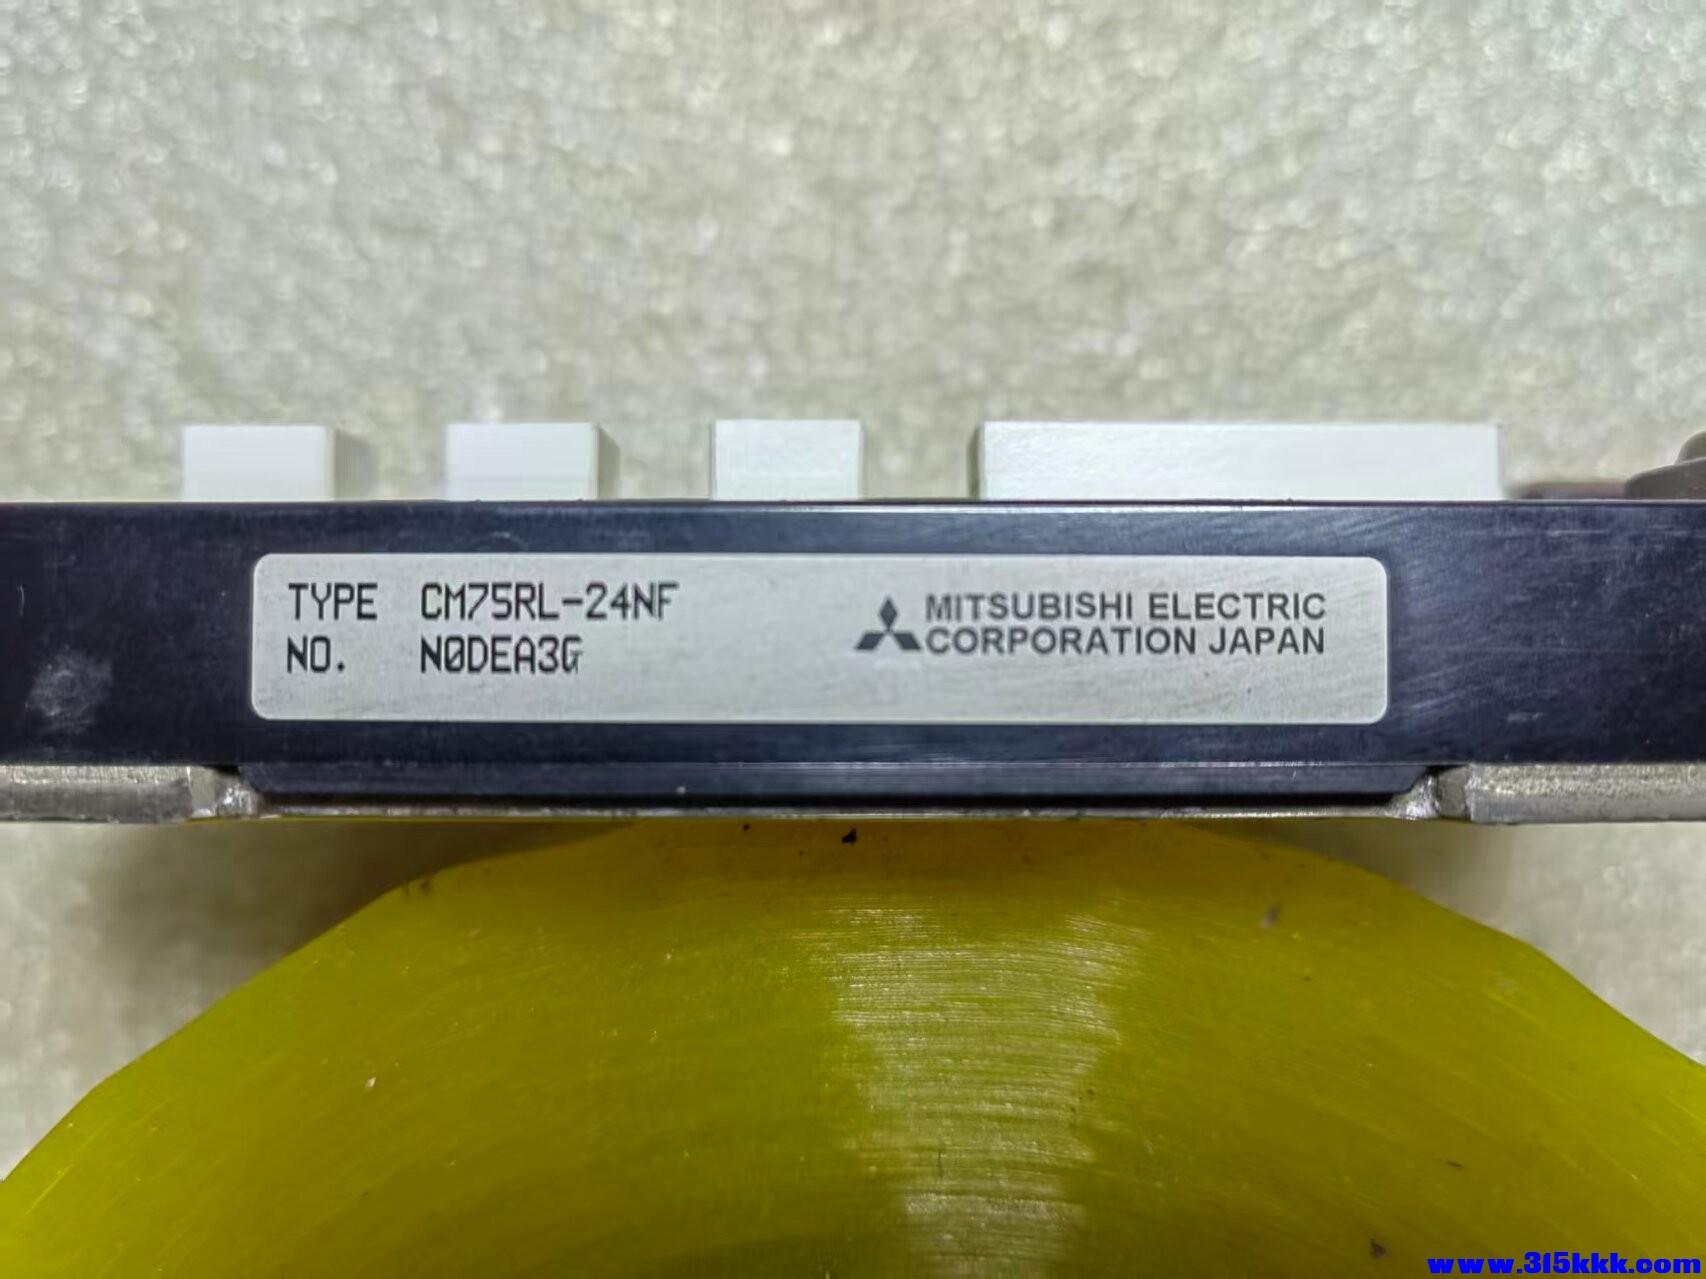 TYPE CM75RL-24NF
NO. N0DEA3G
MITSUBISHI ELECTRIC
CORPORATION JAPAN
www.315kkk.com